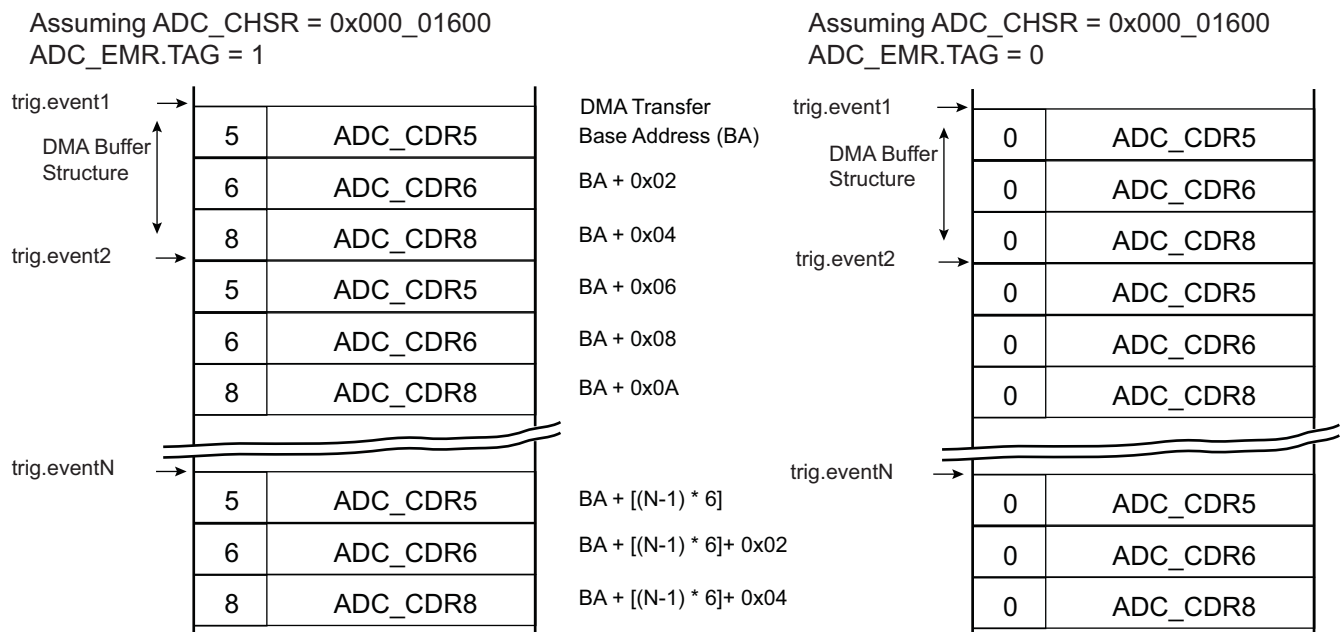 Assuming ADC_CHSR = 0x000_01600
ADC_EMR.TAG = 1
trig.event1
DMA Buffer
Structure
trig.event2
5 ADC_CDR5
6 ADC_CDR6
8 ADC_CDR8
5 ADC_CDR5
6 ADC_CDR6
8 ADC_CDR8
trig.eventN
5 ADC_CDR5
6 ADC_CDR6
8 ADC_CDR8
DMA Transfer
Base Address (BA)
BA + 0x02
BA + 0x04
BA + 0x06
BA + 0x08
BA + 0x0A
BA + [(N-1) * 6]
BA + [(N-1) * 6]+ 0x02
BA + [(N-1) * 6]+ 0x04
Assuming ADC_CHSR = 0x000_01600
ADC_EMR.TAG = 0
trig.event1
DMA Buffer
Structure
trig.event2
0 ADC_CDR5
0 ADC_CDR6
0 ADC_CDR8
0 ADC_CDR5
0 ADC_CDR6
0 ADC_CDR8
trig.eventN
0 ADC_CDR5
0 ADC_CDR6
0 ADC_CDR8